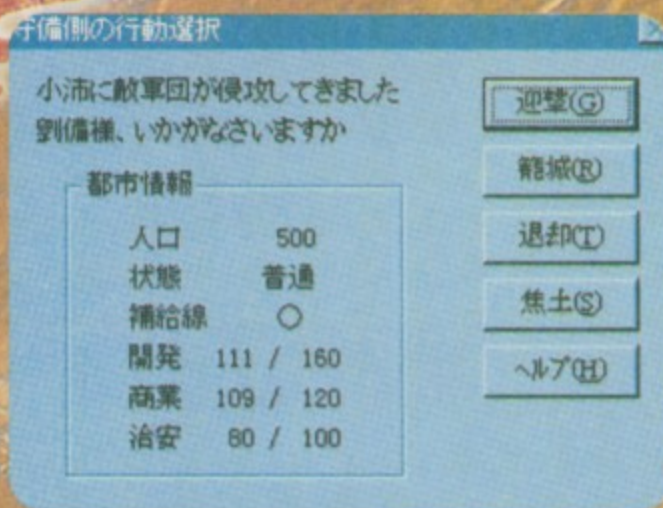 守備側の行動選択
小沛に敵軍団が侵攻してきました
劉備様、いかがなさいますか
都市情報
人口 500
状態 普通
補給線 ○
開発 111 / 160
商業 109 / 120
治安 80 / 100
迎撃(G)
籠城(R)
退却(T)
焦土(S)
ヘルプ(H)